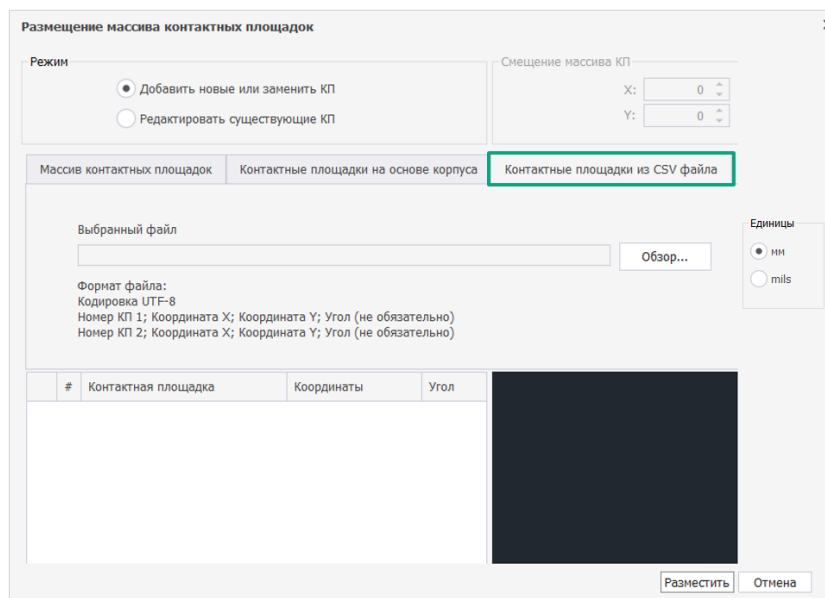 Размещение массива контактных площадок
Режим
Добавить новые или заменить КП
Редактировать существующие КП
Смещение массива КП
X: 0
Y: 0
Массив контактных площадок
Контактные площадки на основе корпуса
Контактные площадки из CSV файла
Выбранный файл
Обзор...
Формат файла:
Кодировка UTF-8
Номер КП 1; Координата X; Координата Y; Угол (не обязательно)
Номер КП 2; Координата X; Координата Y; Угол (не обязательно)
Единицы
мм
mils
# Контактная площадка Координаты Угол
Разместить Отмена